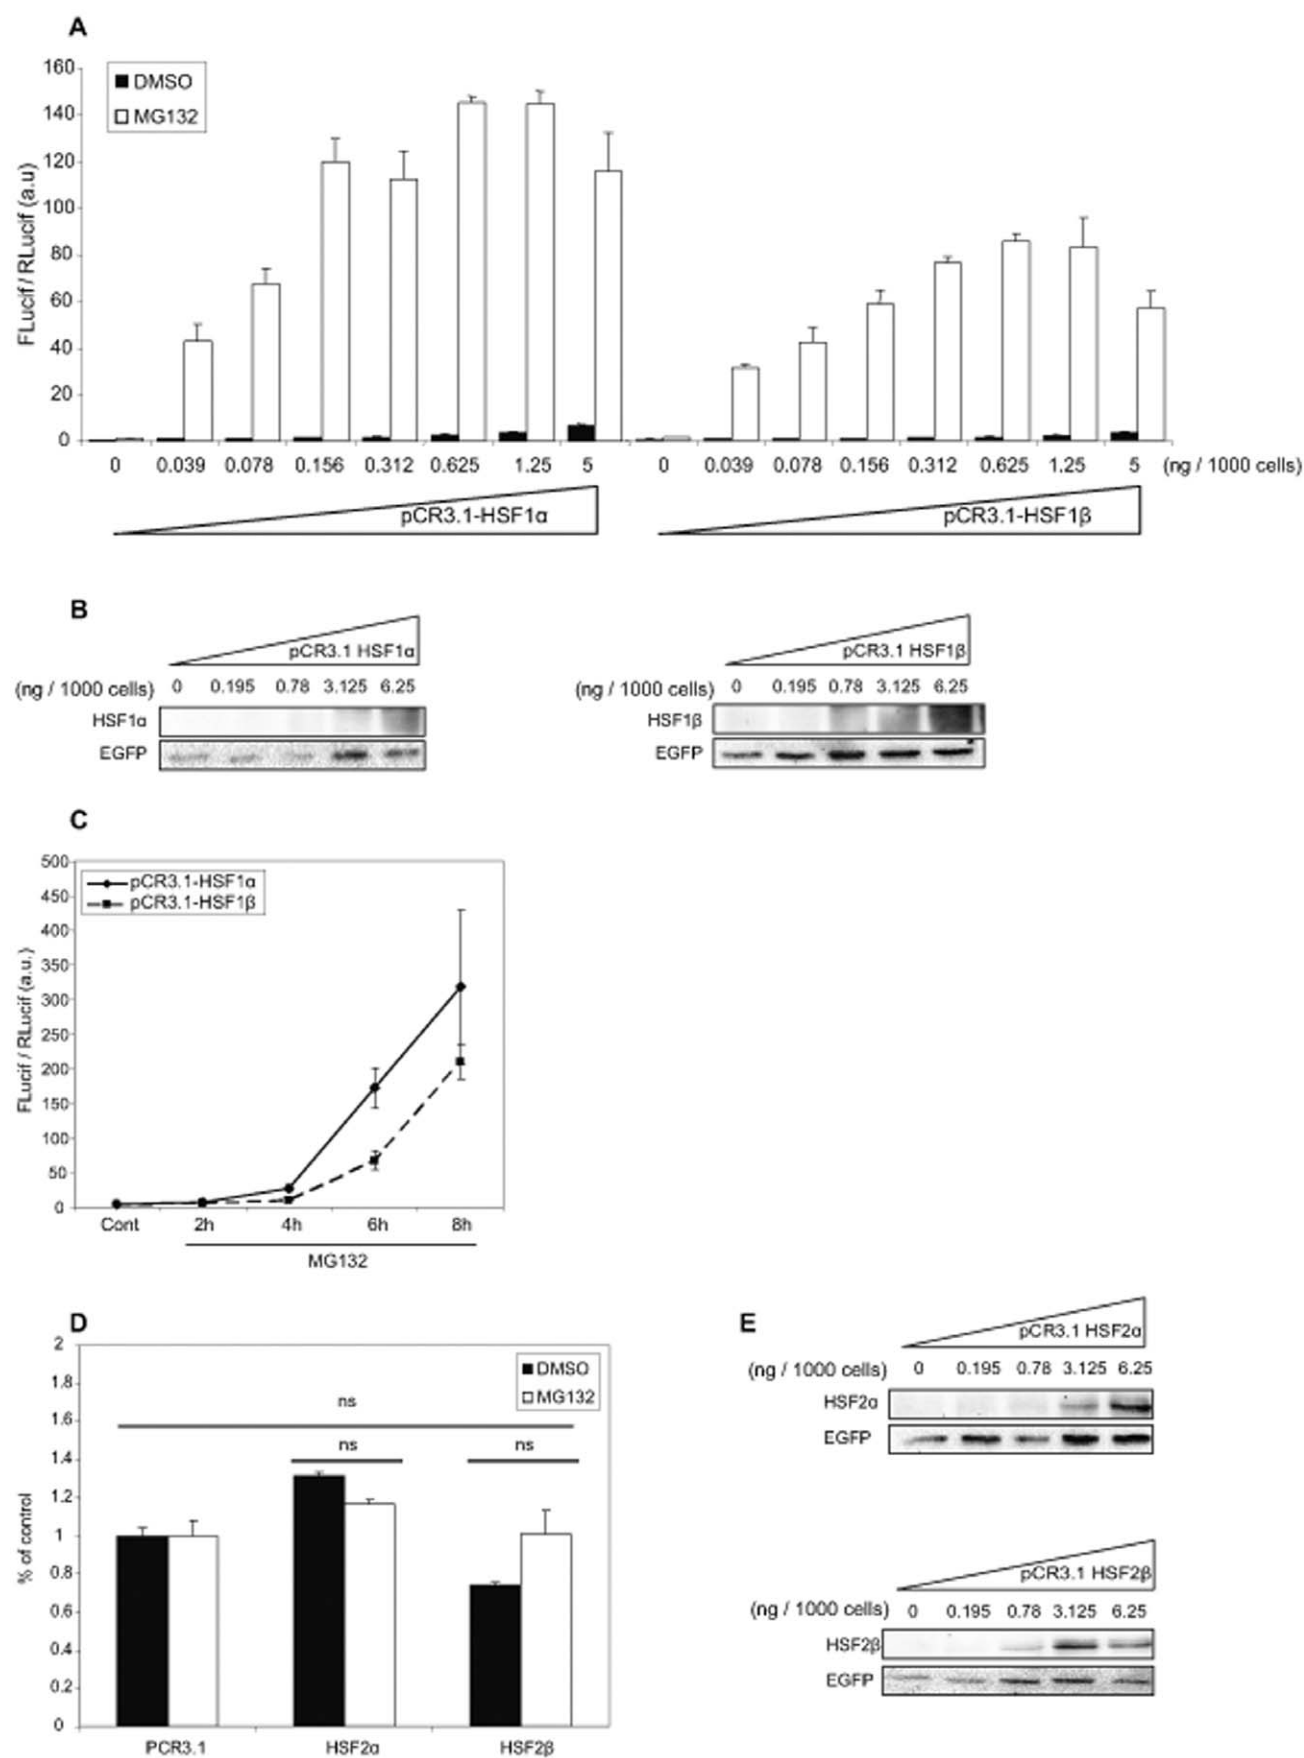 A
160
140
120
100
80
60
40
20
0
FLucif / RLucif (a.u)
DMSO
MG132
0 0.039 0.078 0.156 0.312 0.625 1.25 5 0 0.039 0.078 0.156 0.312 0.625 1.25 5 (ng / 1000 cells)
pCR3.1-HSF1α pCR3.1-HSF1β
B
pCR3.1 HSF1α
(ng / 1000 cells) 0 0.195 0.78 3.125 6.25
HSF1α
EGFP
pCR3.1 HSF1β
(ng / 1000 cells) 0 0.195 0.78 3.125 6.25
HSF1β
EGFP
C
500
450
400
350
300
250
200
150
100
50
0
FLucif / RLucif (a.u.)
pCR3.1-HSF1α
pCR3.1-HSF1β
Cont 2h 4h 6h 8h
MG132
D
2
1.8
1.6
1.4
1.2
1
0.8
0.6
0.4
0.2
0
% of control
DMSO
MG132
ns
ns ns
PCR3.1 HSF2α HSF2β
E
pCR3.1 HSF2α
(ng / 1000 cells) 0 0.195 0.78 3.125 6.25
HSF2α
EGFP
pCR3.1 HSF2β
(ng / 1000 cells) 0 0.195 0.78 3.125 6.25
HSF2β
EGFP